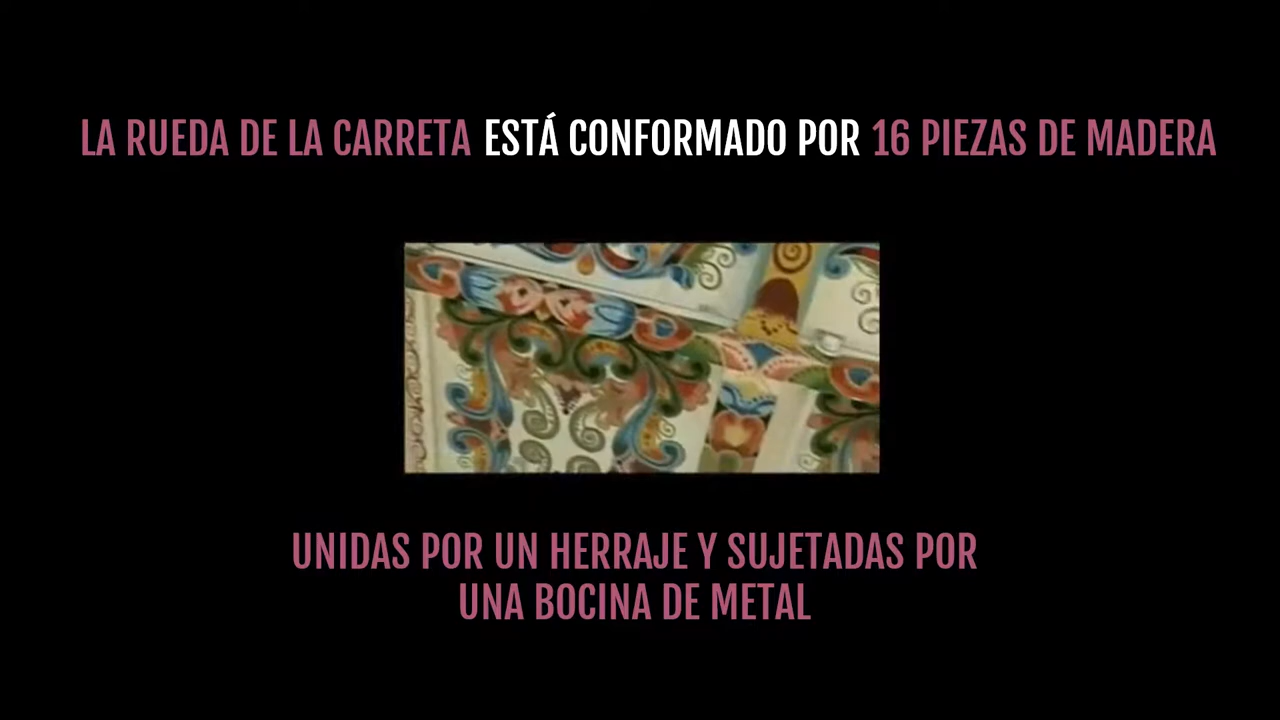 LA RUEDA DE LA CARRETA ESTÁ CONFORMADO POR 16 PIEZAS DE MADERA
UNIDAS POR UN HERRAJE Y SUJETADAS POR
UNA BOCINA DE METAL